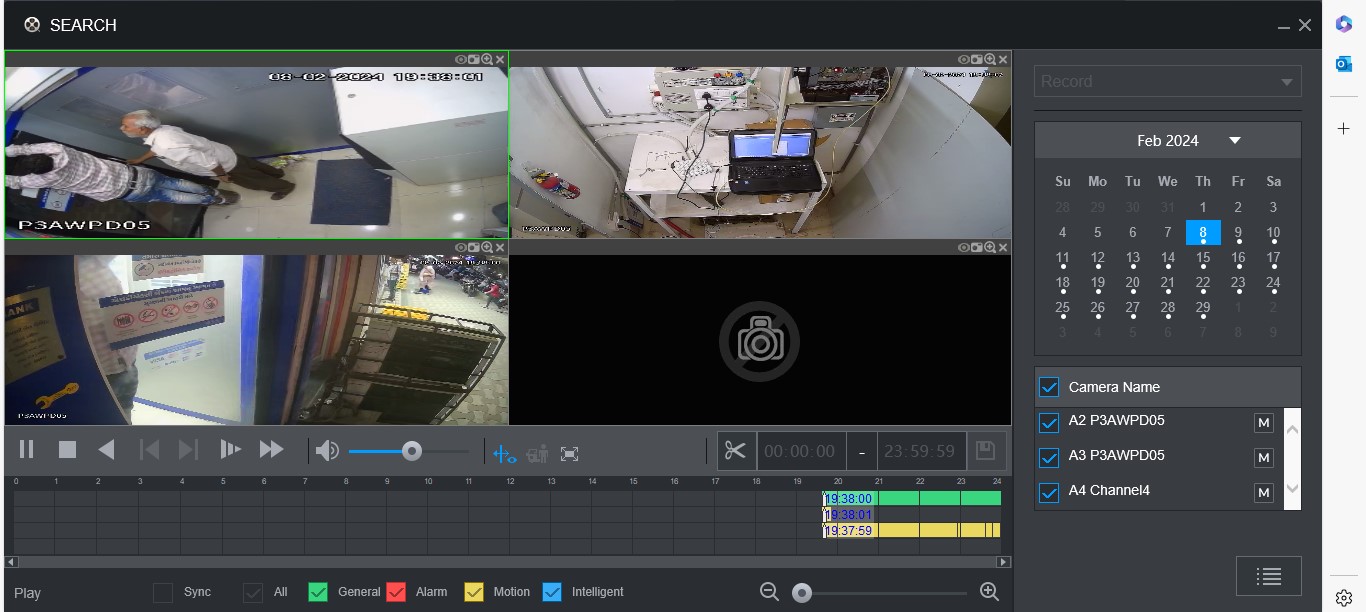 SEARCH
08-02-2024 19:38:01
P3AWPD05
P3AWPD05
BANK
P3AWPD05
Record
Feb 2024
Su Mo Tu We Th Fr Sa
28 29 30 31 1 2 3
4 5 6 7 8 9 10
11 12 13 14 15 16 17
18 19 20 21 22 23 24
25 26 27 28 29 1 2
3 4 5 6 7 8 9
Camera Name
A2 P3AWPD05 M
A3 P3AWPD05 M
A4 Channel4 M
00:00:00 - 23:59:59
0 1 2 3 4 5 6 7 8 9 10 11 12 13 14 15 16 17 18 19 20 21 22 23 24
19:38:00
19:38:01
19:37:59
Play Sync All General Alarm Motion Intelligent